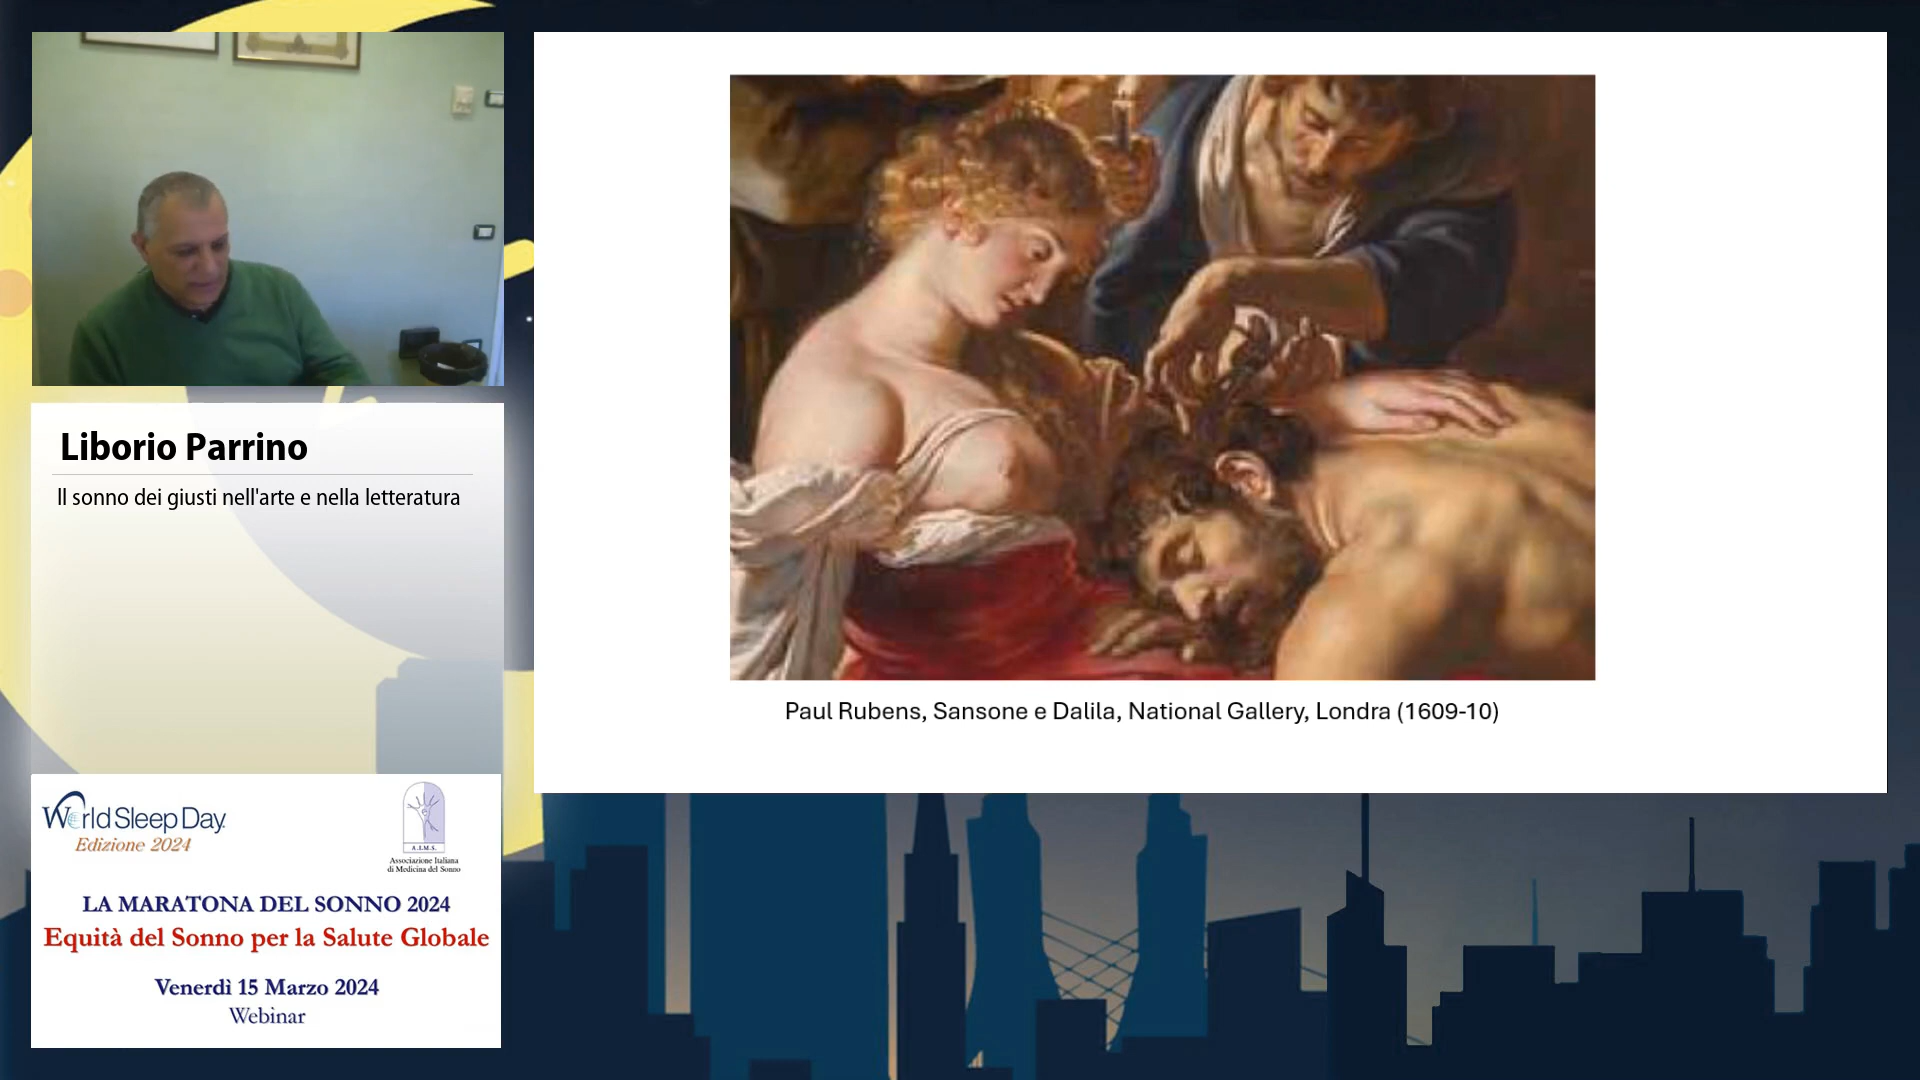 Liborio Parrino
Il sonno dei giusti nell'arte e nella letteratura
World Sleep Day
Edizione 2024
A.I.M.S.
Associazione Italiana
di Medicina del Sonno
LA MARATONA DEL SONNO 2024
Equità del Sonno per la Salute Globale
Venerdì 15 Marzo 2024
Webinar
Paul Rubens, Sansone e Dalila, National Gallery, Londra (1609-10)